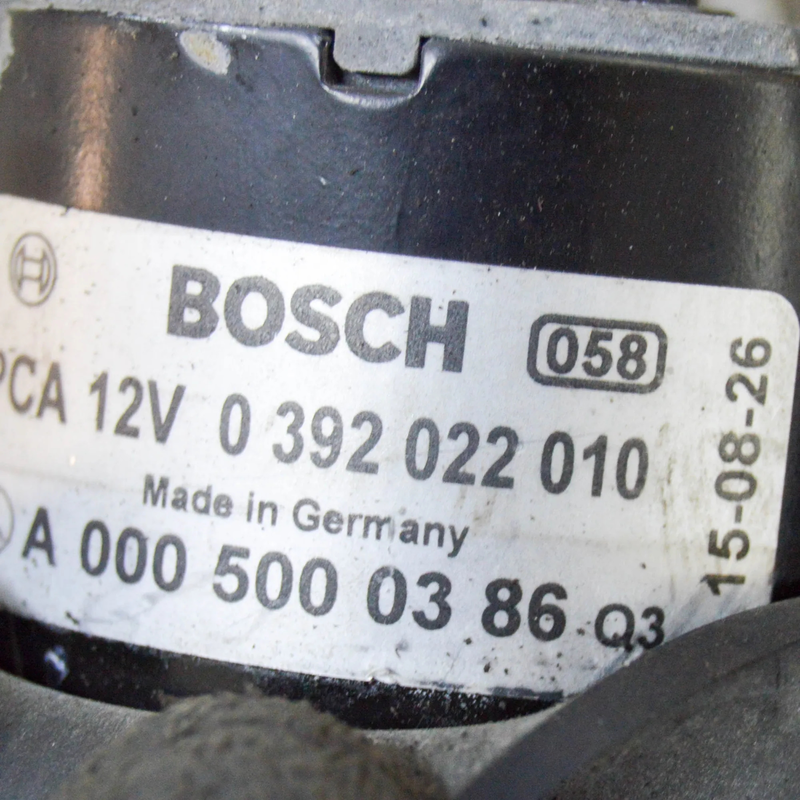 BOSCH 058
PCA 12V 0 392 022 010
Made in Germany
A 000 500 03 86 Q3
15-08-26